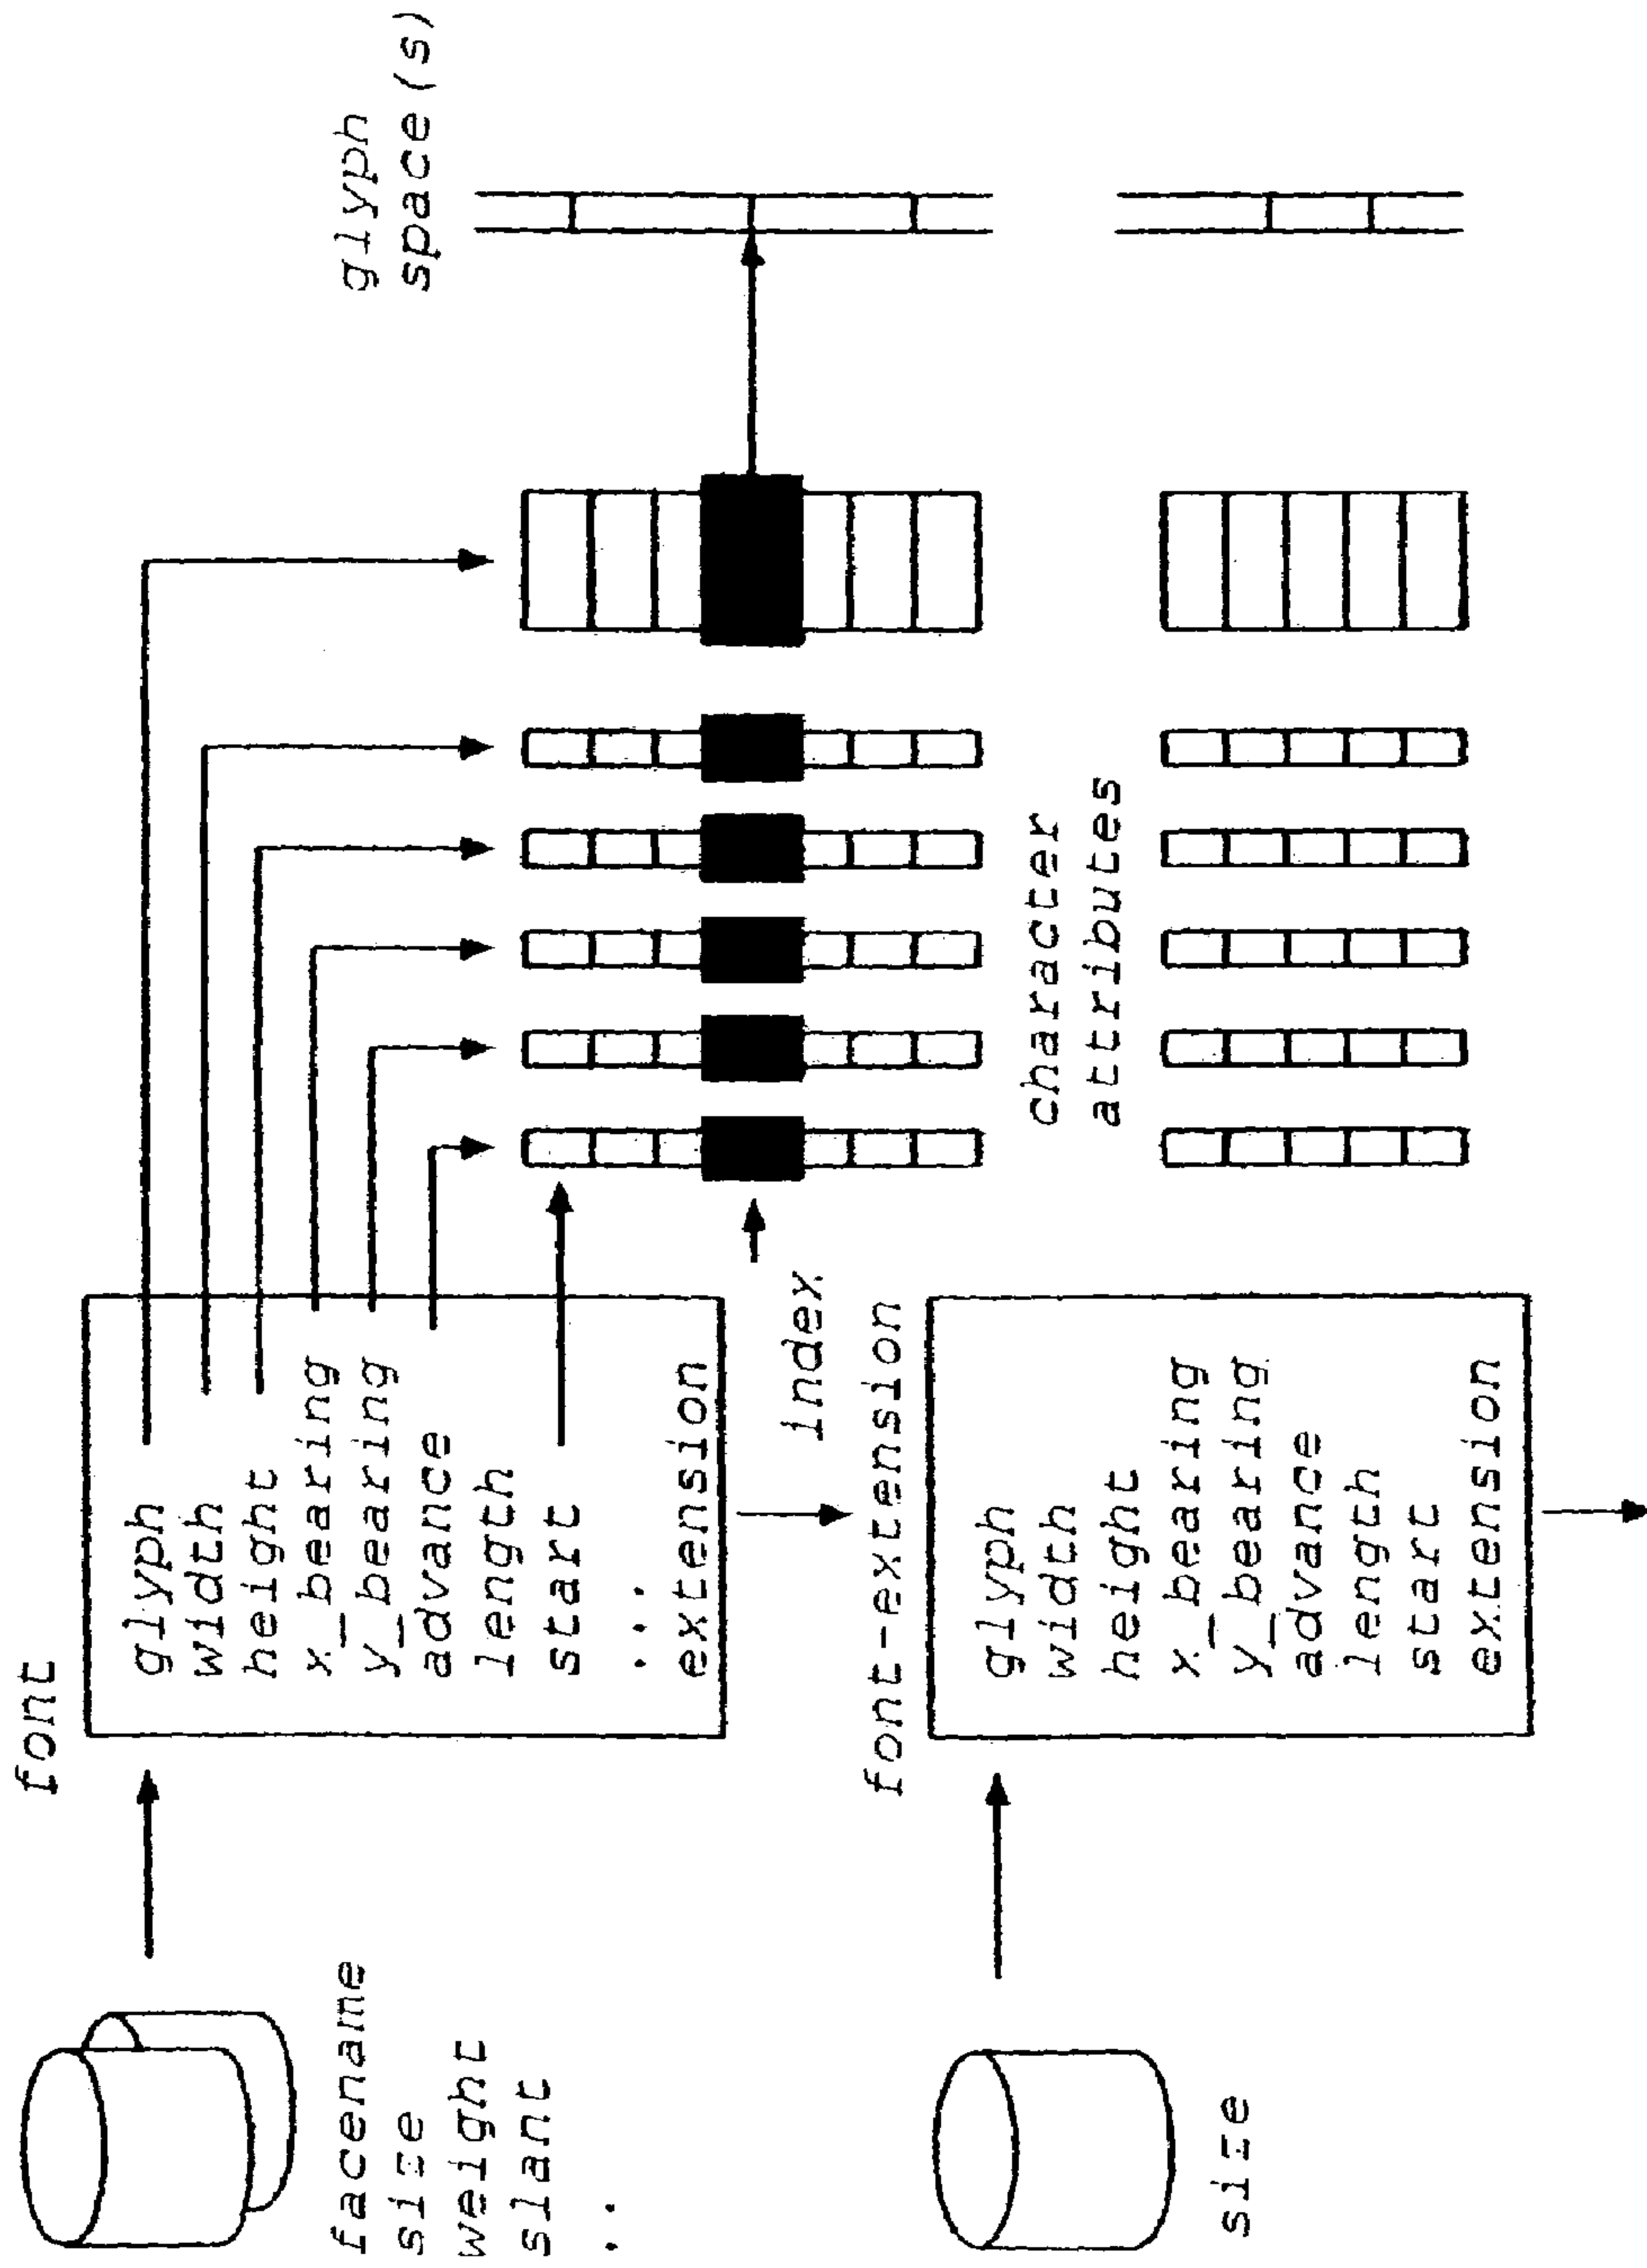 font
glyph
width
height
x_bearing
y_bearing
advance
length
start
...
extension
facename
size
weight
slant
..
index
glyph
space(s)
character
attributes
font-extension
glyph
width
height
x_bearing
y_bearing
advance
length
start
extension
size